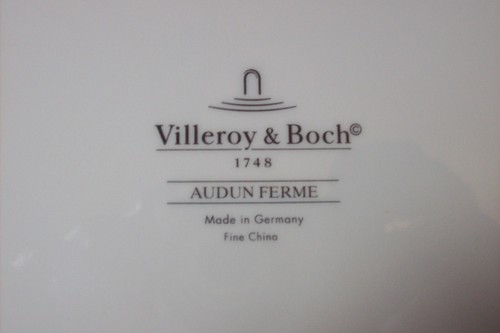 Villeroy & Boch©
1748
AUDUN FERME
Made in Germany
Fine China